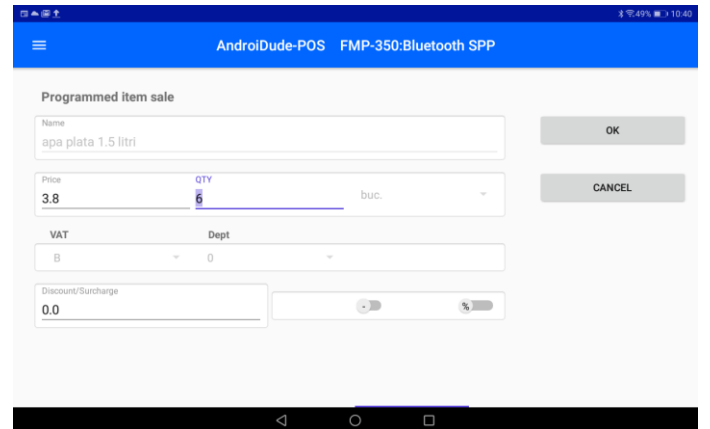 49% 10:40
AndroiDude-POS FMP-350:Bluetooth SPP
Programmed item sale
Name
apa plata 1.5 litri
OK
Price QTY
3.8 6 buc.
CANCEL
VAT Dept
B 0
Discount/Surcharge
0.0 - %